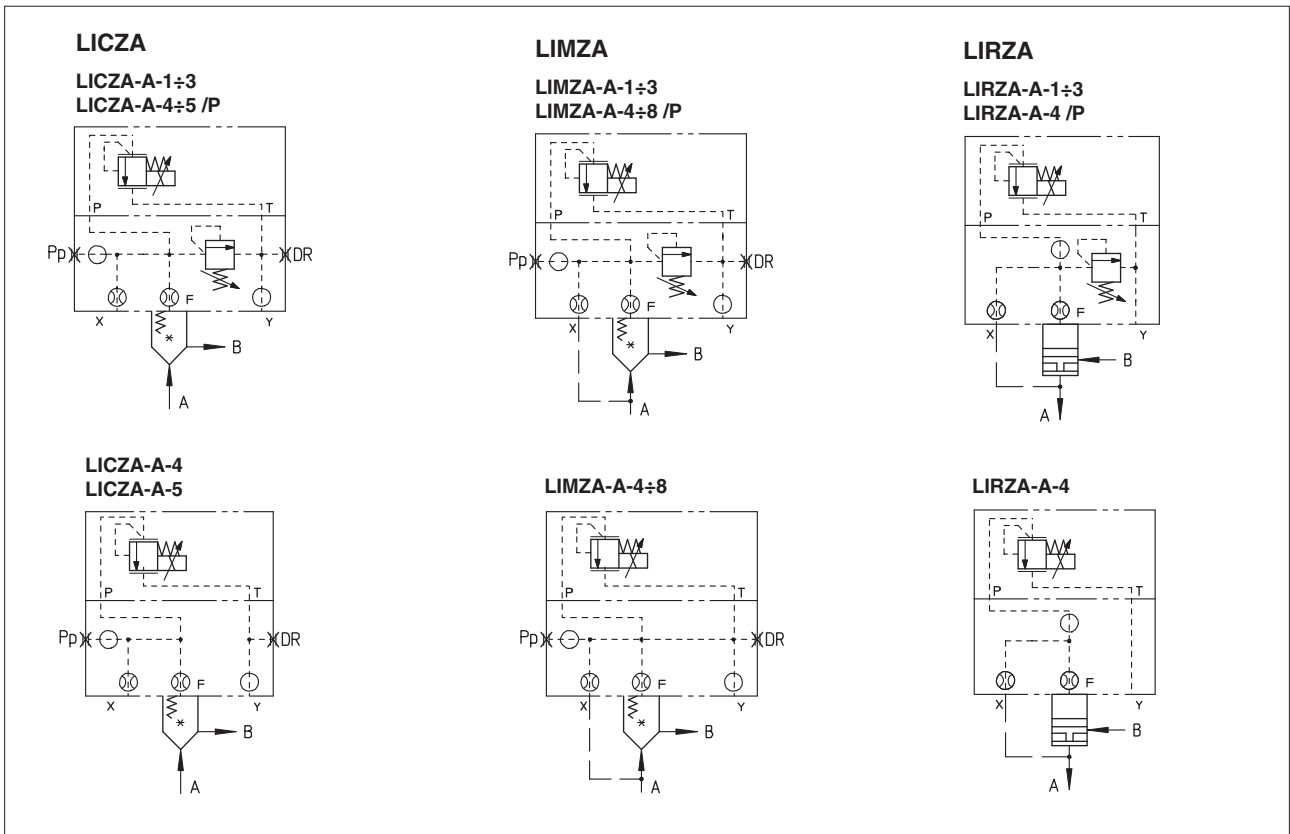 LICZA
LICZA-A-1÷3
LICZA-A-4÷5 /P
P
T
Pp
DR
F
X
Y
B
A
LIMZA
LIMZA-A-1÷3
LIMZA-A-4÷8 /P
P
T
Pp
DR
F
X
Y
B
A
LIRZA
LIRZA-A-1÷3
LIRZA-A-4 /P
P
T
F
X
Y
B
A
LICZA-A-4
LICZA-A-5
P
T
Pp
DR
F
X
Y
B
A
LIMZA-A-4÷8
P
T
Pp
DR
F
X
Y
B
A
LIRZA-A-4
P
T
F
X
Y
B
A